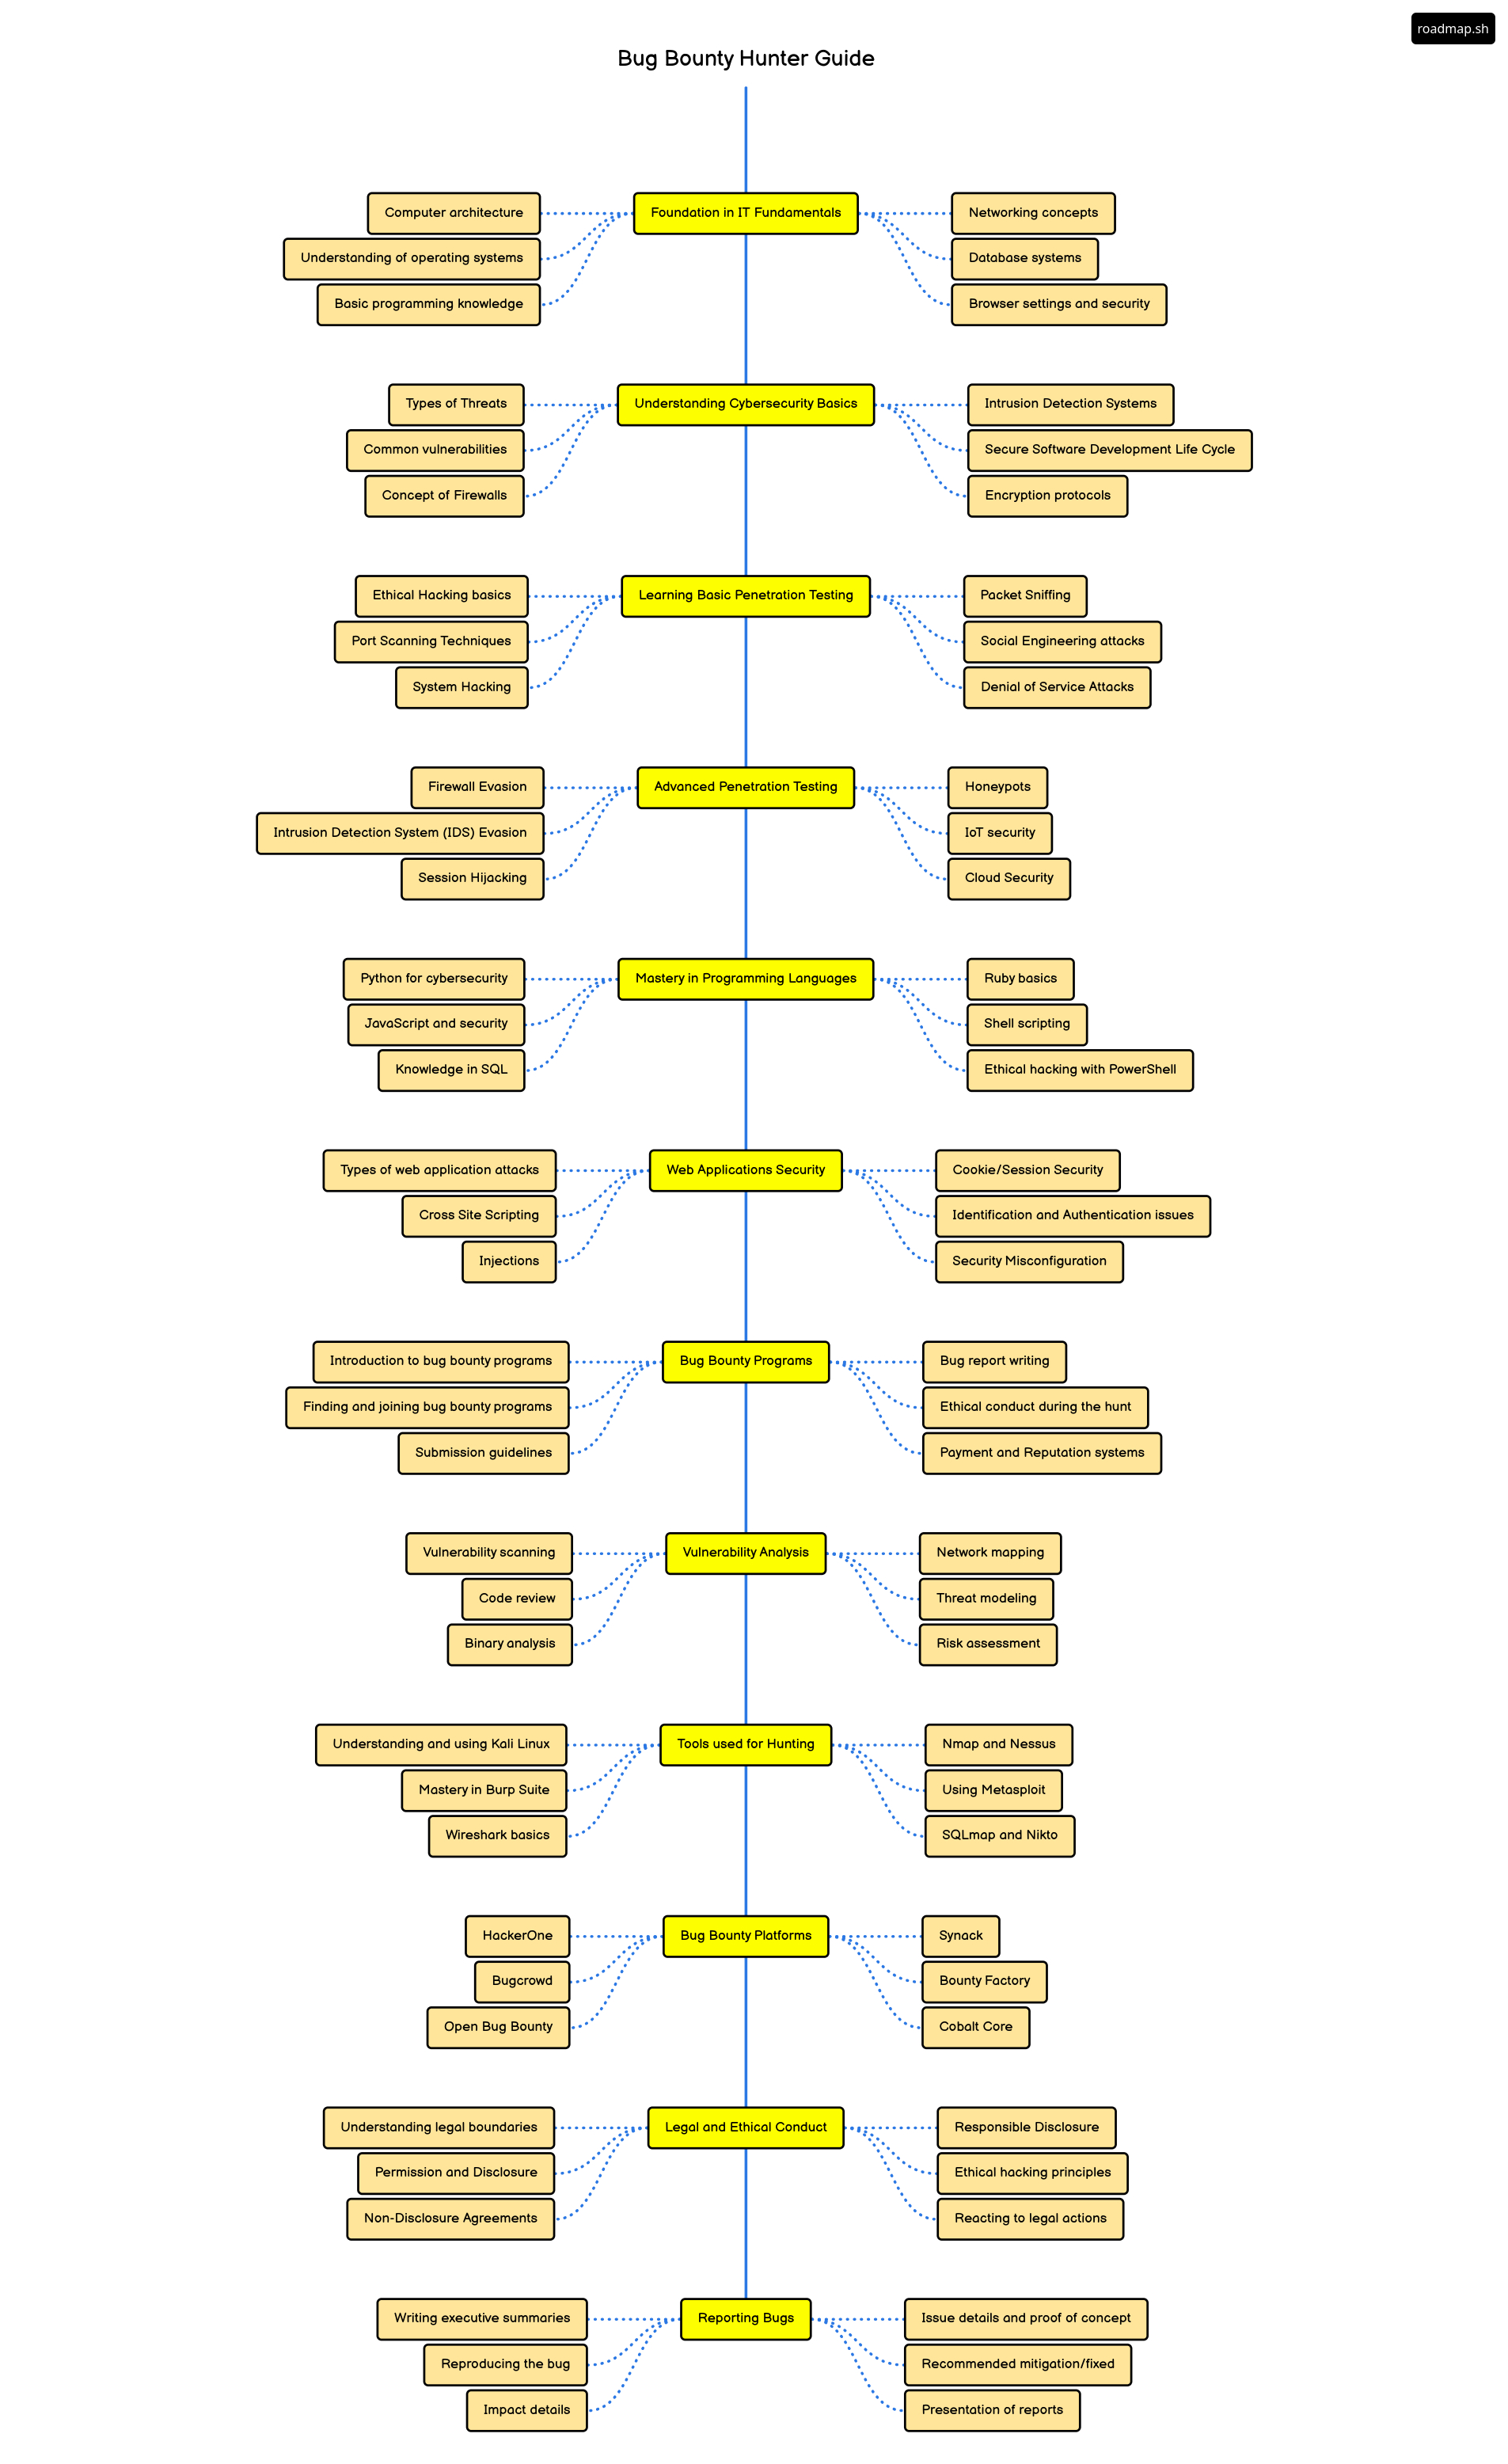 roadmap.sh
Bug Bounty Hunter Guide
Foundation in IT Fundamentals
Computer architecture
Understanding of operating systems
Basic programming knowledge
Networking concepts
Database systems
Browser settings and security
Understanding Cybersecurity Basics
Types of Threats
Common vulnerabilities
Concept of Firewalls
Intrusion Detection Systems
Secure Software Development Life Cycle
Encryption protocols
Learning Basic Penetration Testing
Ethical Hacking basics
Port Scanning Techniques
System Hacking
Packet Sniffing
Social Engineering attacks
Denial of Service Attacks
Advanced Penetration Testing
Firewall Evasion
Intrusion Detection System (IDS) Evasion
Session Hijacking
Honeypots
IoT security
Cloud Security
Mastery in Programming Languages
Python for cybersecurity
JavaScript and security
Knowledge in SQL
Ruby basics
Shell scripting
Ethical hacking with PowerShell
Web Applications Security
Types of web application attacks
Cross Site Scripting
Injections
Cookie/Session Security
Identification and Authentication issues
Security Misconfiguration
Bug Bounty Programs
Introduction to bug bounty programs
Finding and joining bug bounty programs
Submission guidelines
Bug report writing
Ethical conduct during the hunt
Payment and Reputation systems
Vulnerability Analysis
Vulnerability scanning
Code review
Binary analysis
Network mapping
Threat modeling
Risk assessment
Tools used for Hunting
Understanding and using Kali Linux
Mastery in Burp Suite
Wireshark basics
Nmap and Nessus
Using Metasploit
SQLmap and Nikto
Bug Bounty Platforms
HackerOne
Bugcrowd
Open Bug Bounty
Synack
Bounty Factory
Cobalt Core
Legal and Ethical Conduct
Understanding legal boundaries
Permission and Disclosure
Non-Disclosure Agreements
Responsible Disclosure
Ethical hacking principles
Reacting to legal actions
Reporting Bugs
Writing executive summaries
Reproducing the bug
Impact details
Issue details and proof of concept
Recommended mitigation/fixed
Presentation of reports